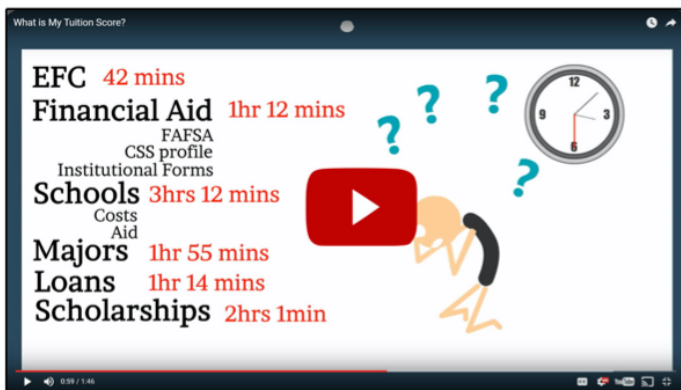 What is My Tuition Score?
EFC 42 mins
Financial Aid 1hr 12 mins
FAFSA
CSS profile
Institutional Forms
Schools 3hrs 12 mins
Costs
Aid
Majors 1hr 55 mins
Loans 1hr 14 mins
Scholarships 2hrs 1min
? ? ? ?
12
9 3
6
0:59 / 1:46